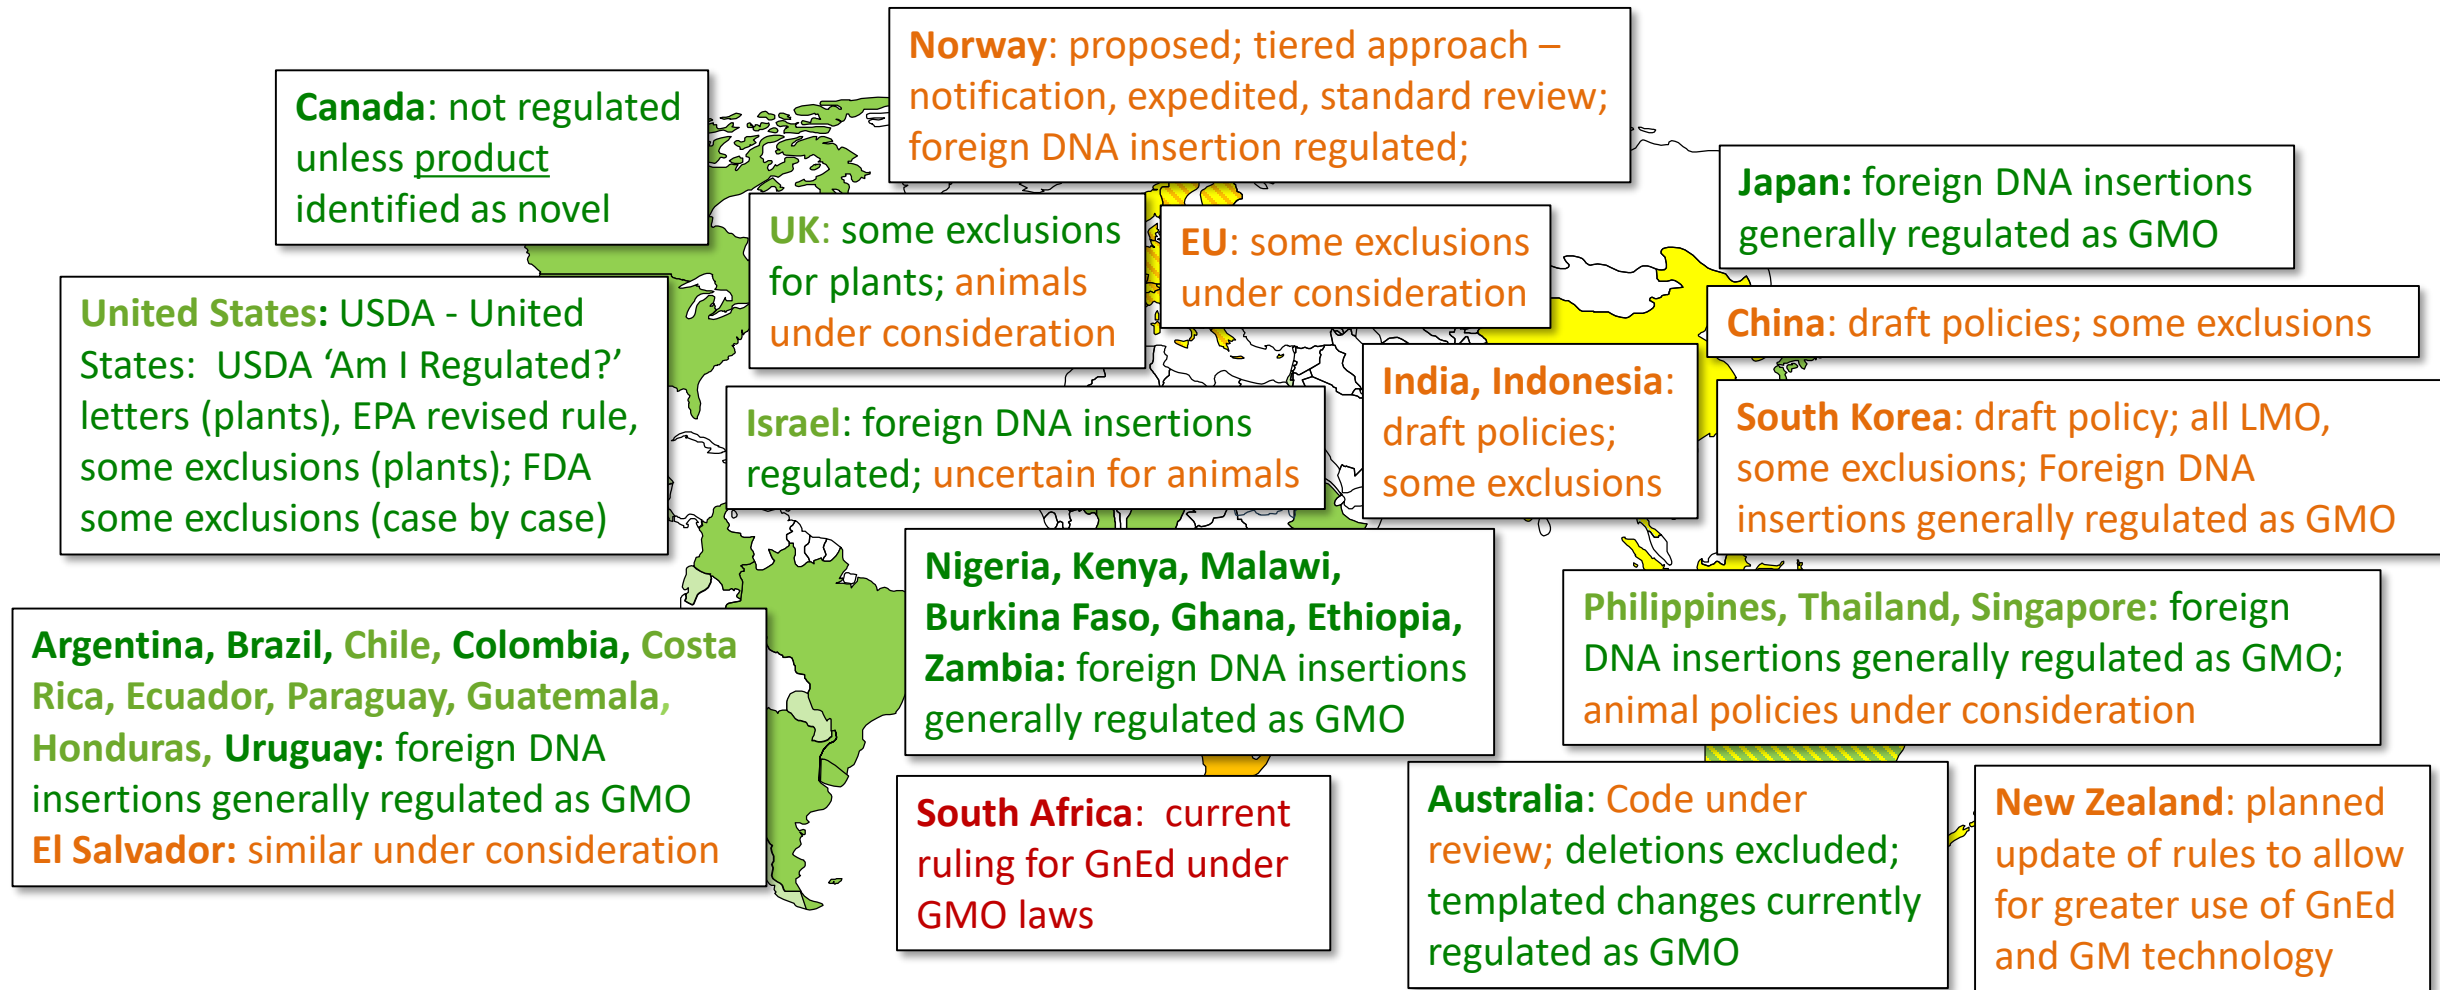 Norway: proposed; tiered approach –
notification, expedited, standard review;
foreign DNA insertion regulated;
Canada: not regulated
unless product
identified as novel
Japan: foreign DNA insertions
generally regulated as GMO
UK: some exclusions
for plants; animals
under consideration
EU: some exclusions
under consideration
United States: USDA - United
States:  USDA ‘Am I Regulated?’
letters (plants), EPA revised rule,
some exclusions (plants); FDA
some exclusions (case by case)
China: draft policies; some exclusions
India, Indonesia:
draft policies;
some exclusions
South Korea: draft policy; all LMO,
some exclusions; Foreign DNA
insertions generally regulated as GMO
Israel: foreign DNA insertions
regulated; uncertain for animals
Nigeria, Kenya, Malawi,
Burkina Faso, Ghana, Ethiopia,
Zambia: foreign DNA insertions
generally regulated as GMO
Philippines, Thailand, Singapore: foreign
DNA insertions generally regulated as GMO;
animal policies under consideration
Argentina, Brazil, Chile, Colombia, Costa
Rica, Ecuador, Paraguay, Guatemala,
Honduras, Uruguay: foreign DNA
insertions generally regulated as GMO
El Salvador: similar under consideration
South Africa:  current
ruling for GnEd under
GMO laws
Australia: Code under
review; deletions excluded;
templated changes currently
regulated as GMO
New Zealand: planned
update of rules to allow
for greater use of GnEd
and GM technology